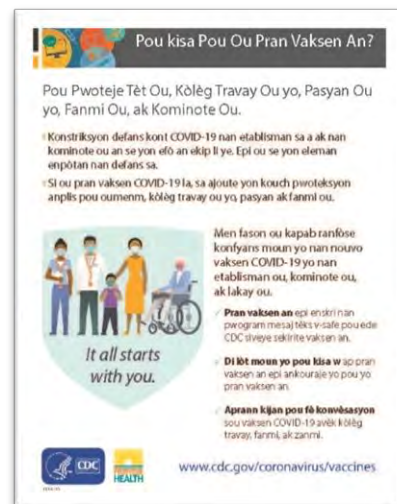 Pou kisa Pou Ou Pran Vaksen An?
Pou Pwoteje Tèt Ou, Kòlèg Travay Ou yo, Pasyan Ou
yo, Fanmi Ou, ak Kominote Ou.
Konstriksyon defans kont COVID-19 nan etablisman sa a ak nan
kominote ou an se yon efò an ekip li ye. Epi ou se yon eleman
enpòtan nan defans sa.
Si ou pran vaksen COVID-19 la, sa ajoute yon kouch pwoteksyon
anplis pou oumenm, kòlèg travay ou yo, pasyan ak fanmi ou.
Men fason ou kapab ranfòse
konfyans moun yo nan nouvo
vaksen COVID-19 yo nan
etablisman ou, kominote ou,
ak lakay ou.
✓ Pran vaksen an epi enskri nan
pwogram mesaj tèks v-safe pou ede
CDC siveye sekirite vaksen an.
✓ Di lòt moun yo pou kisa w ap pran
vaksen an epi ankouraje yo pou yo
pran vaksen an.
✓ Aprann kijan pou fè konvèsasyon
sou vaksen COVID-19 avèk kòlèg
travay, fanmi, ak zanmi.
It all starts
with you.
CDC
HEALTH
www.cdc.gov/coronavirus/vaccines